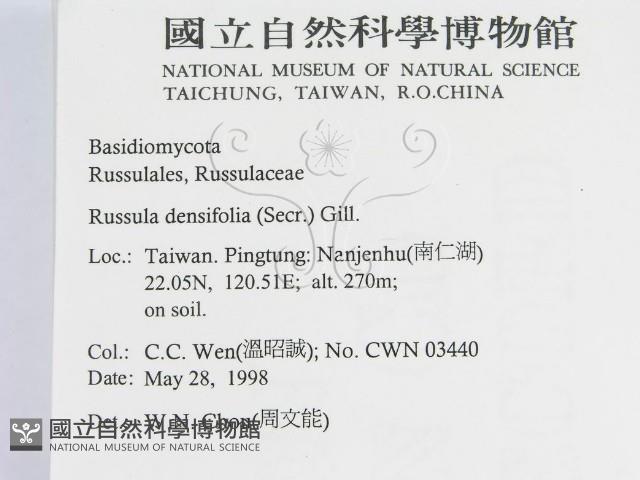 國立自然科學博物館
NATIONAL MUSEUM OF NATURAL SCIENCE
TAICHUNG, TAIWAN, R.O.CHINA
Basidiomycota
Russulales, Russulaceae
Russula densifolia (Secr.) Gill.
Loc.: Taiwan. Pingtung: Nanjenhu(南仁湖)
22.05N, 120.51E; alt. 270m;
on soil.
Col.: C.C. Wen(溫昭誠); No. CWN 03440
Date: May 28, 1998
Det.: W.N. Chou(周文能)
國立自然科學博物館
NATIONAL MUSEUM OF NATURAL SCIENCE